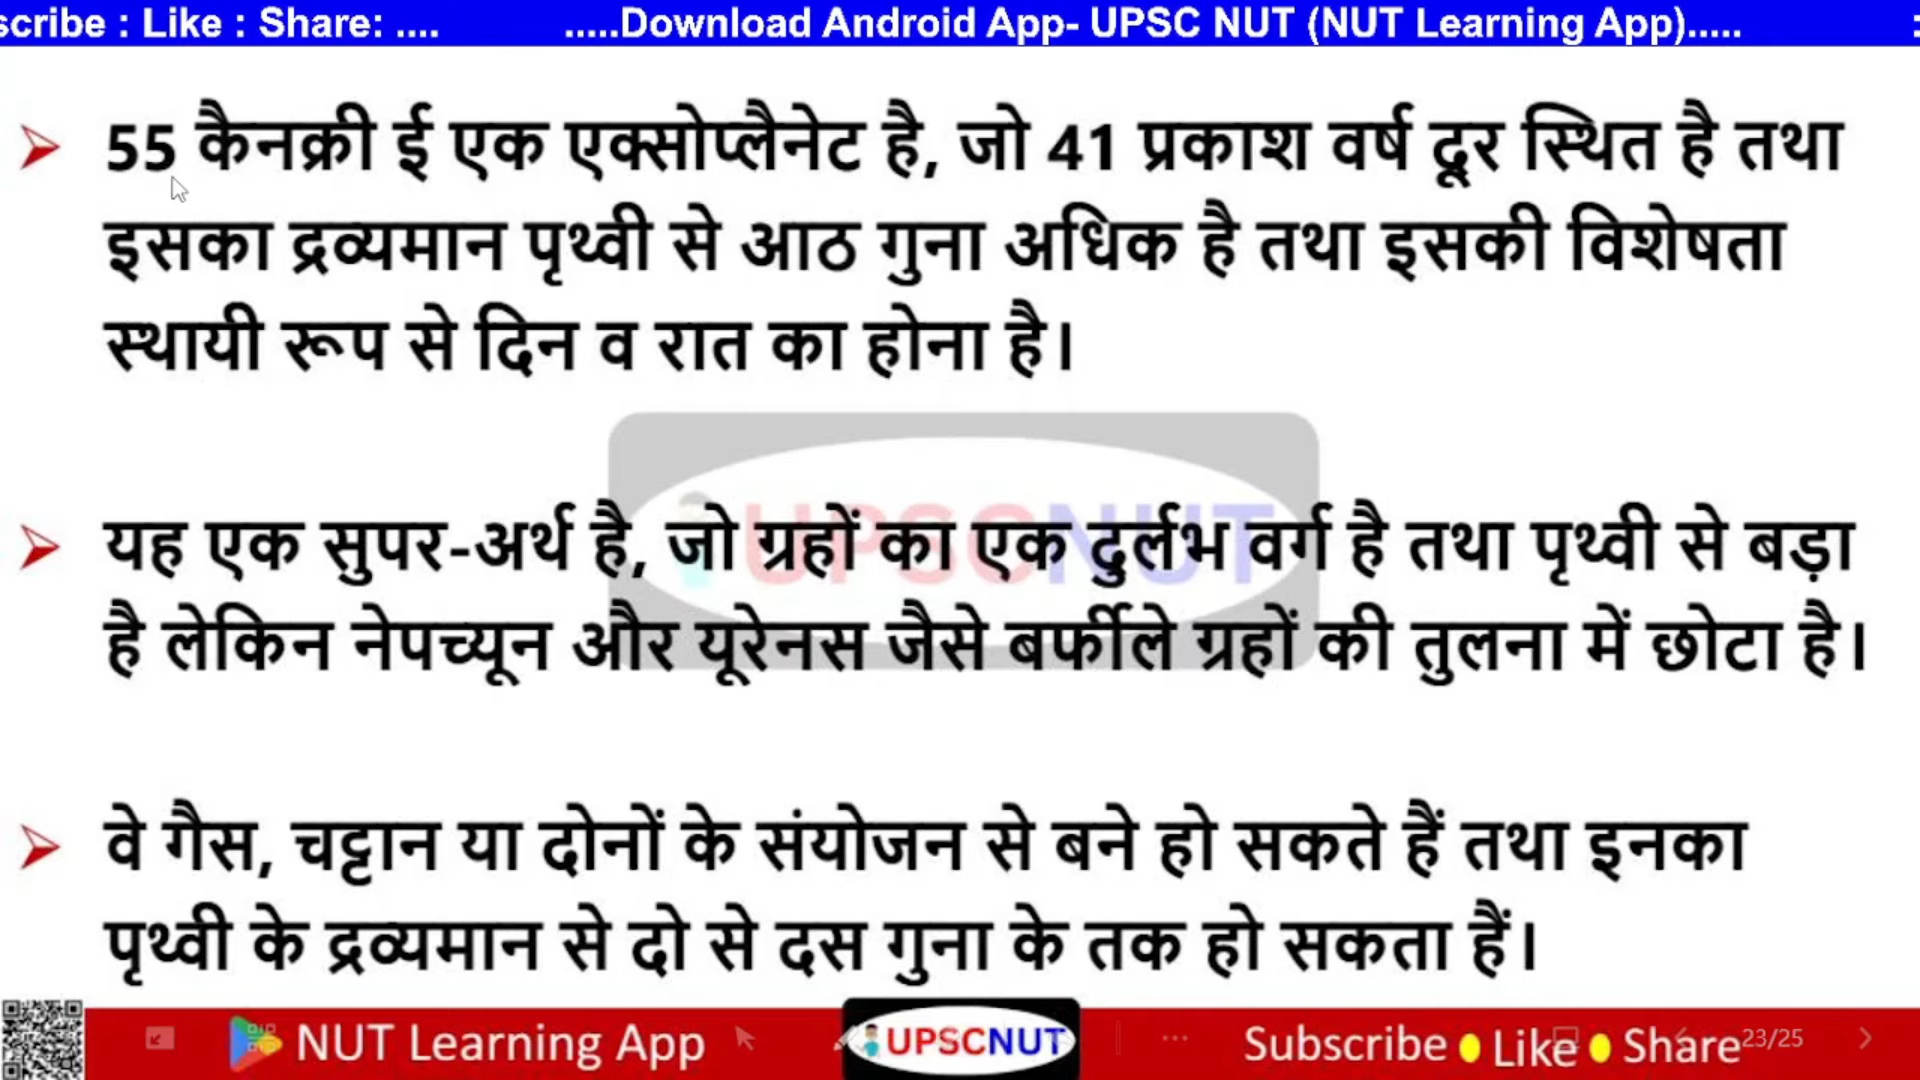 scribe : Like : Share: .... .....Download Android App- UPSC NUT (NUT Learning App).....
55 कैनक्री ई एक एक्सोप्लैनेट है, जो 41 प्रकाश वर्ष दूर स्थित है तथा
इसका द्रव्यमान पृथ्वी से आठ गुना अधिक है तथा इसकी विशेषता
स्थायी रूप से दिन व रात का होना है।
UPSCNUT
यह एक सुपर-अर्थ है, जो ग्रहों का एक दुर्लभ वर्ग है तथा पृथ्वी से बड़ा
है लेकिन नेपच्यून और यूरेनस जैसे बर्फीले ग्रहों की तुलना में छोटा है।
वे गैस, चट्टान या दोनों के संयोजन से बने हो सकते हैं तथा इनका
पृथ्वी के द्रव्यमान से दो से दस गुना के तक हो सकता हैं।
NUT Learning App UPSCNUT Subscribe Like Share 23/25